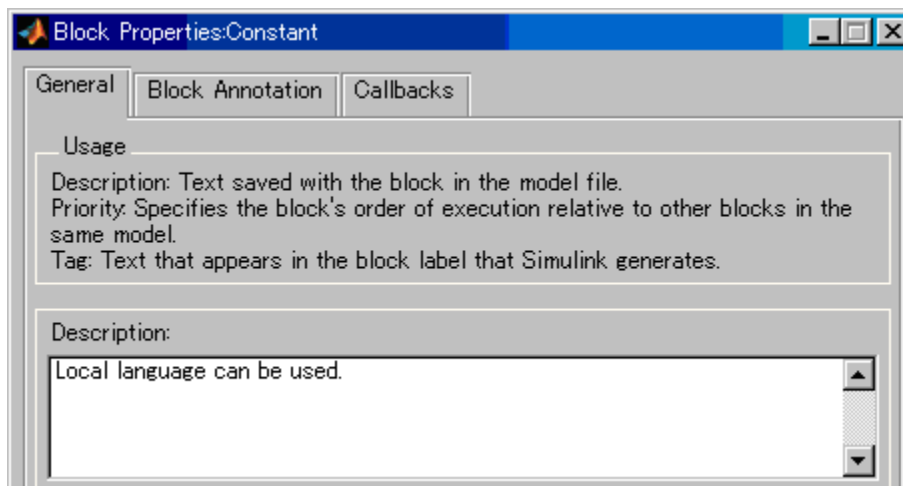 Block Properties:Constant
General Block Annotation Callbacks
Usage
Description: Text saved with the block in the model file.
Priority: Specifies the block's order of execution relative to other blocks in the
same model.
Tag: Text that appears in the block label that Simulink generates.
Description:
Local language can be used.